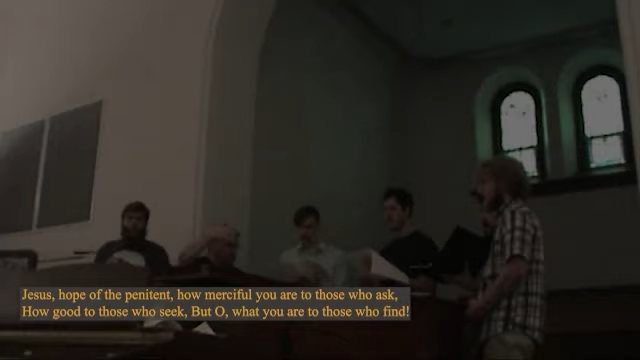 Jesus, hope of the penitent, how merciful you are to those who ask,
How good to those who seek, But O, what you are to those who find!